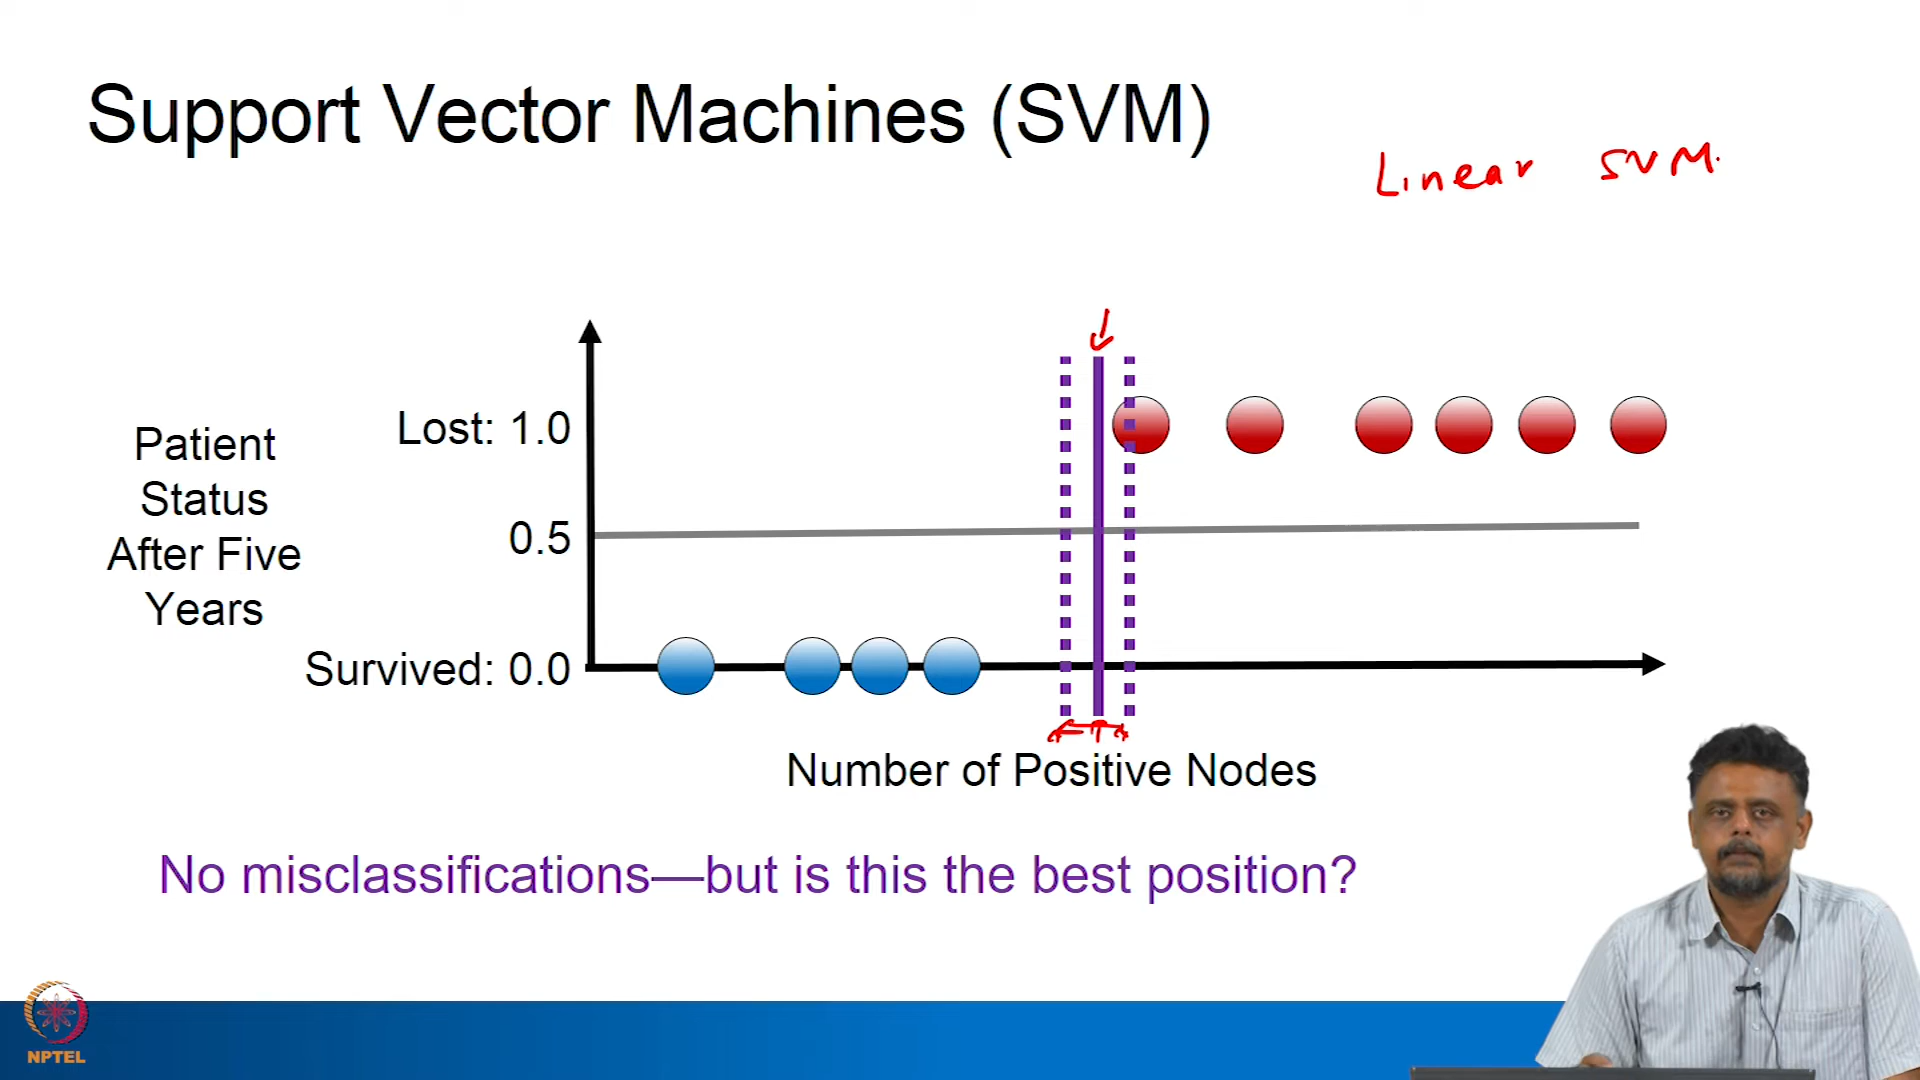 Support Vector Machines (SVM)
Linear SVM.
Patient
Status
After Five
Years
Lost: 1.0
0.5
Survived: 0.0
Number of Positive Nodes
No misclassifications—but is this the best position?
NPTEL